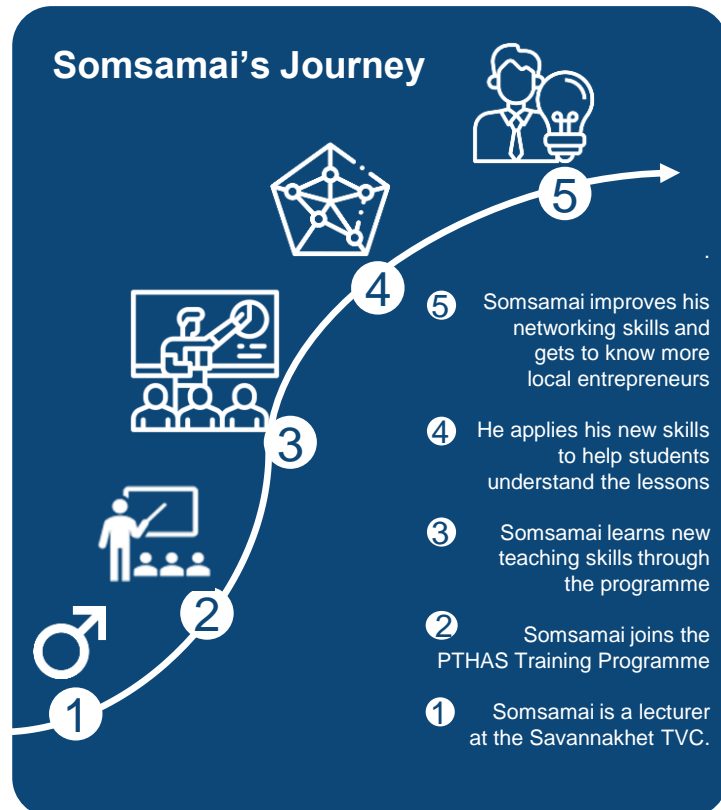 Somsamai's Journey
5
4
3
2
1
.
5 Somsamai improves his
networking skills and
gets to know more
local entrepreneurs
4 He applies his new skills
to help students
understand the lessons
3 Somsamai learns new
teaching skills through
the programme
2 Somsamai joins the
PTHAS Training Programme
1 Somsamai is a lecturer
at the Savannakhet TVC.